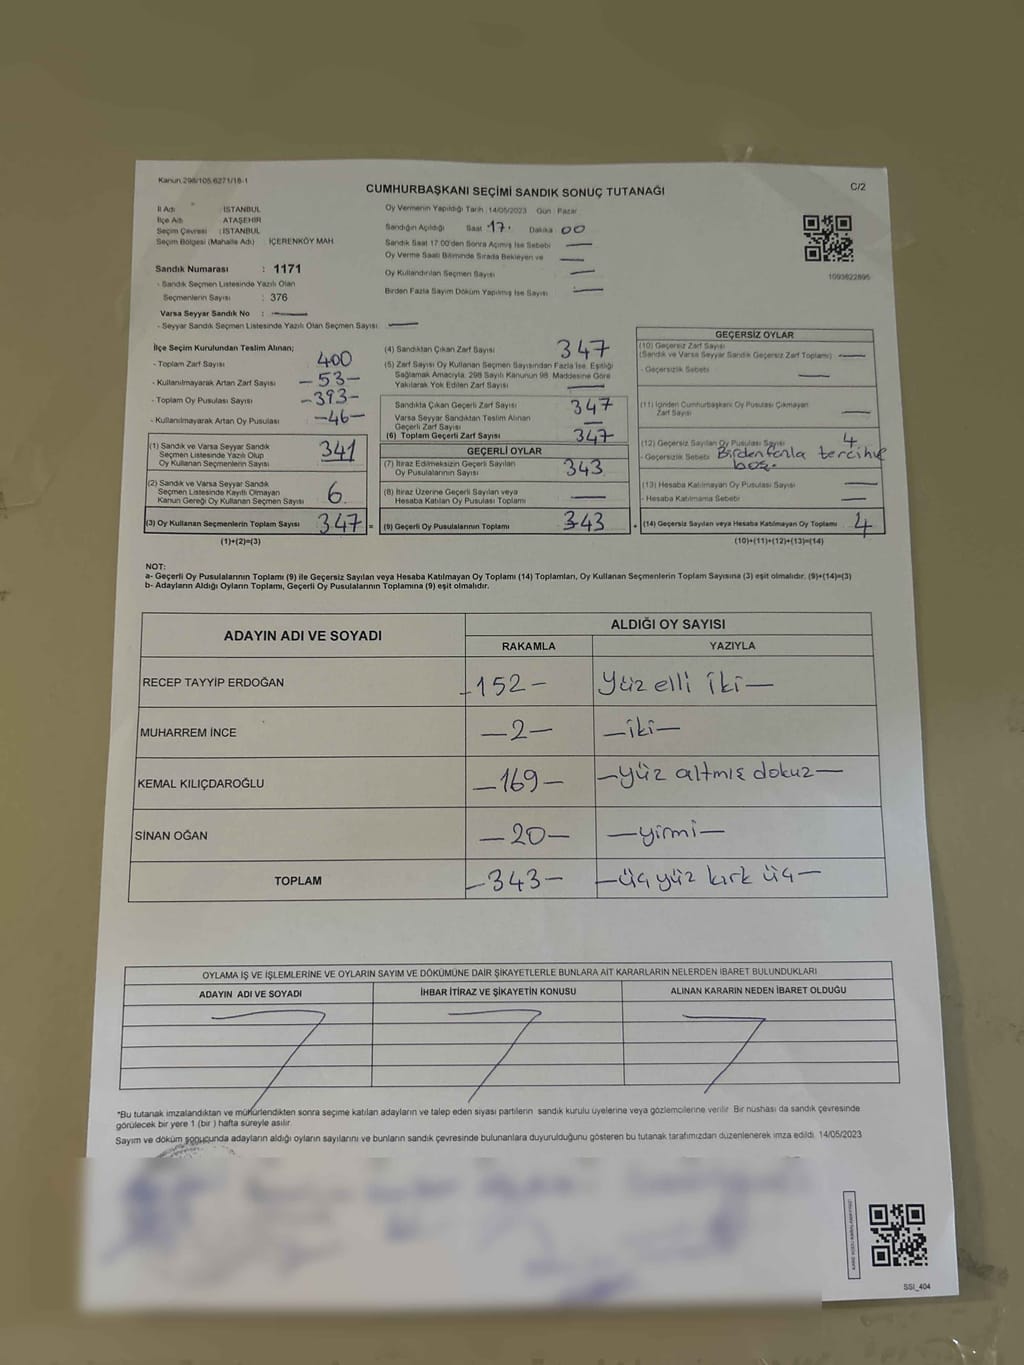 Kanun 298/105,6271/18-1
CUMHURBAŞKANI SEÇİMİ SANDIK SONUÇ TUTANAĞI
C/2
İl Adı : İSTANBUL
İlçe Adı : ATAŞEHİR
Seçim Çevresi : İSTANBUL
Seçim Bölgesi (Mahalle Adı) İÇERENKÖY MAH.
Sandık Numarası : 1171
- Sandık Seçmen Listesinde Yazılı Olan
Seçmenlerin Sayısı : 376
Varsa Seyyar Sandık No :
- Seyyar Sandık Seçmen Listesinde Yazılı Olan Seçmen Sayısı
Oy Vermenin Yapıldığı Tarih 14/05/2023 Gün Pazar
Sandığın Açıldığı Saat 17. Dakika 00
Sandık Saat 17.00'den Sonra Açımış İse Sebebi
Oy Verme Saati Bitiminde Sırada Bekleyen ve
Oy Kullandırılan Seçmen Sayısı
Birden Fazla Sayım Döküm Yapılmış İse Sayısı
1093822895
İlçe Seçim Kurulundan Teslim Alınan;
- Toplam Zarf Sayısı 400
- Kullanılmayarak Artan Zarf Sayısı -53-
- Toplam Oy Pusulası Sayısı -393-
- Kullanılmayarak Artan Oy Pusulası -46-
(1) Sandık ve Varsa Seyyar Sandık
Seçmen Listesinde Yazılı Olup
Oy Kullanan Seçmenlerin Sayısı 341
(2) Sandık ve Varsa Seyyar Sandık
Seçmen Listesinde Kayıtlı Olmayan
Kanun Gereği Oy Kullanan Seçmen Sayısı 6
(3) Oy Kullanan Seçmenlerin Toplam Sayısı 347 =
(1)+(2)=(3)
(4) Sandıktan Çıkan Zarf Sayısı 347
(5) Zarf Sayısı Oy Kullanan Seçmen Sayısından Fazla İse, Eşitliği
Sağlamak Amacıyla, 298 Sayılı Kanunun 98. Maddesine Göre
Yakılarak Yok Edilen Zarf Sayısı
Sandıkta Çıkan Geçerli Zarf Sayısı 347
Varsa Seyyar Sandıktan Teslim Alınan
Geçerli Zarf Sayısı
(6) Toplam Geçerli Zarf Sayısı 347
GEÇERLİ OYLAR
(7) İtiraz Edilmeksizin Geçerli Sayılan
Oy Pusulalarının Sayısı 343
(8) İtiraz Üzerine Geçerli Sayılan veya
Hesaba Katılan Oy Pusulası Toplamı
(9) Geçerli Oy Pusulalarının Toplamı 343 +
GEÇERSİZ OYLAR
(10) Geçersiz Zarf Sayısı
(Sandık ve Varsa Seyyar Sandık Geçersiz Zarf Toplamı)
- Geçersizlik Sebebi
(11) İçinden Cumhurbaşkanı Oy Pusulası Çıkmayan
Zarf Sayısı
(12) Geçersiz Sayılan Oy Pusulası Sayısı 4
- Geçersizlik Sebebi Birden fazla tercihve
boş.
(13) Hesaba Katılmayan Oy Pusulası Sayısı
- Hesaba Katılmama Sebebi
(14) Geçersiz Sayılan veya Hesaba Katılmayan Oy Toplamı 4
(10)+(11)+(12)+(13)=(14)
NOT:
a- Geçerli Oy Pusulalarının Toplamı (9) ile Geçersiz Sayılan veya Hesaba Katılmayan Oy Toplamı (14) Toplamları, Oy Kullanan Seçmenlerin Toplam Sayısına (3) eşit olmalıdır. (9)+(14)=(3)
b- Adayların Aldığı Oyların Toplamı, Geçerli Oy Pusulalarının Toplamına (9) eşit olmalıdır.
ADAYIN ADI VE SOYADI
ALDIĞI OY SAYISI
RAKAMLA YAZIYLA
RECEP TAYYİP ERDOĞAN -152- yüz elli iki-
MUHARREM İNCE -2- -iki-
KEMAL KILIÇDAROĞLU -169- -yüz altmış dokuz-
SİNAN OĞAN -20- -yirmi-
TOPLAM -343- -üç yüz kırk üç-
OYLAMA İŞ VE İŞLEMLERİNE VE OYLARIN SAYIM VE DÖKÜMÜNE DAİR ŞİKAYETLERLE BUNLARA AİT KARARLARIN NELERDEN İBARET BULUNDUKLARI
ADAYIN ADI VE SOYADI İHBAR İTİRAZ VE ŞİKAYETİN KONUSU ALINAN KARARIN NEDEN İBARET OLDUĞU
*Bu tutanak imzalandıktan ve mühürlendikten sonra seçime katılan adayların ve talep eden siyasi partilerin sandık kurulu üyelerine veya gözlemcilerine verilir. Bir nüshası da sandık çevresinde
görülecek bir yere 1 (bir ) hafta süreyle asılır.
Sayım ve döküm sonucunda adayların aldığı oyların sayılarını ve bunların sandık çevresinde bulunanlara duyurulduğunu gösteren bu tutanak tarafımızdan düzenlenerek imza edildi. 14/05/2023
SSI_404